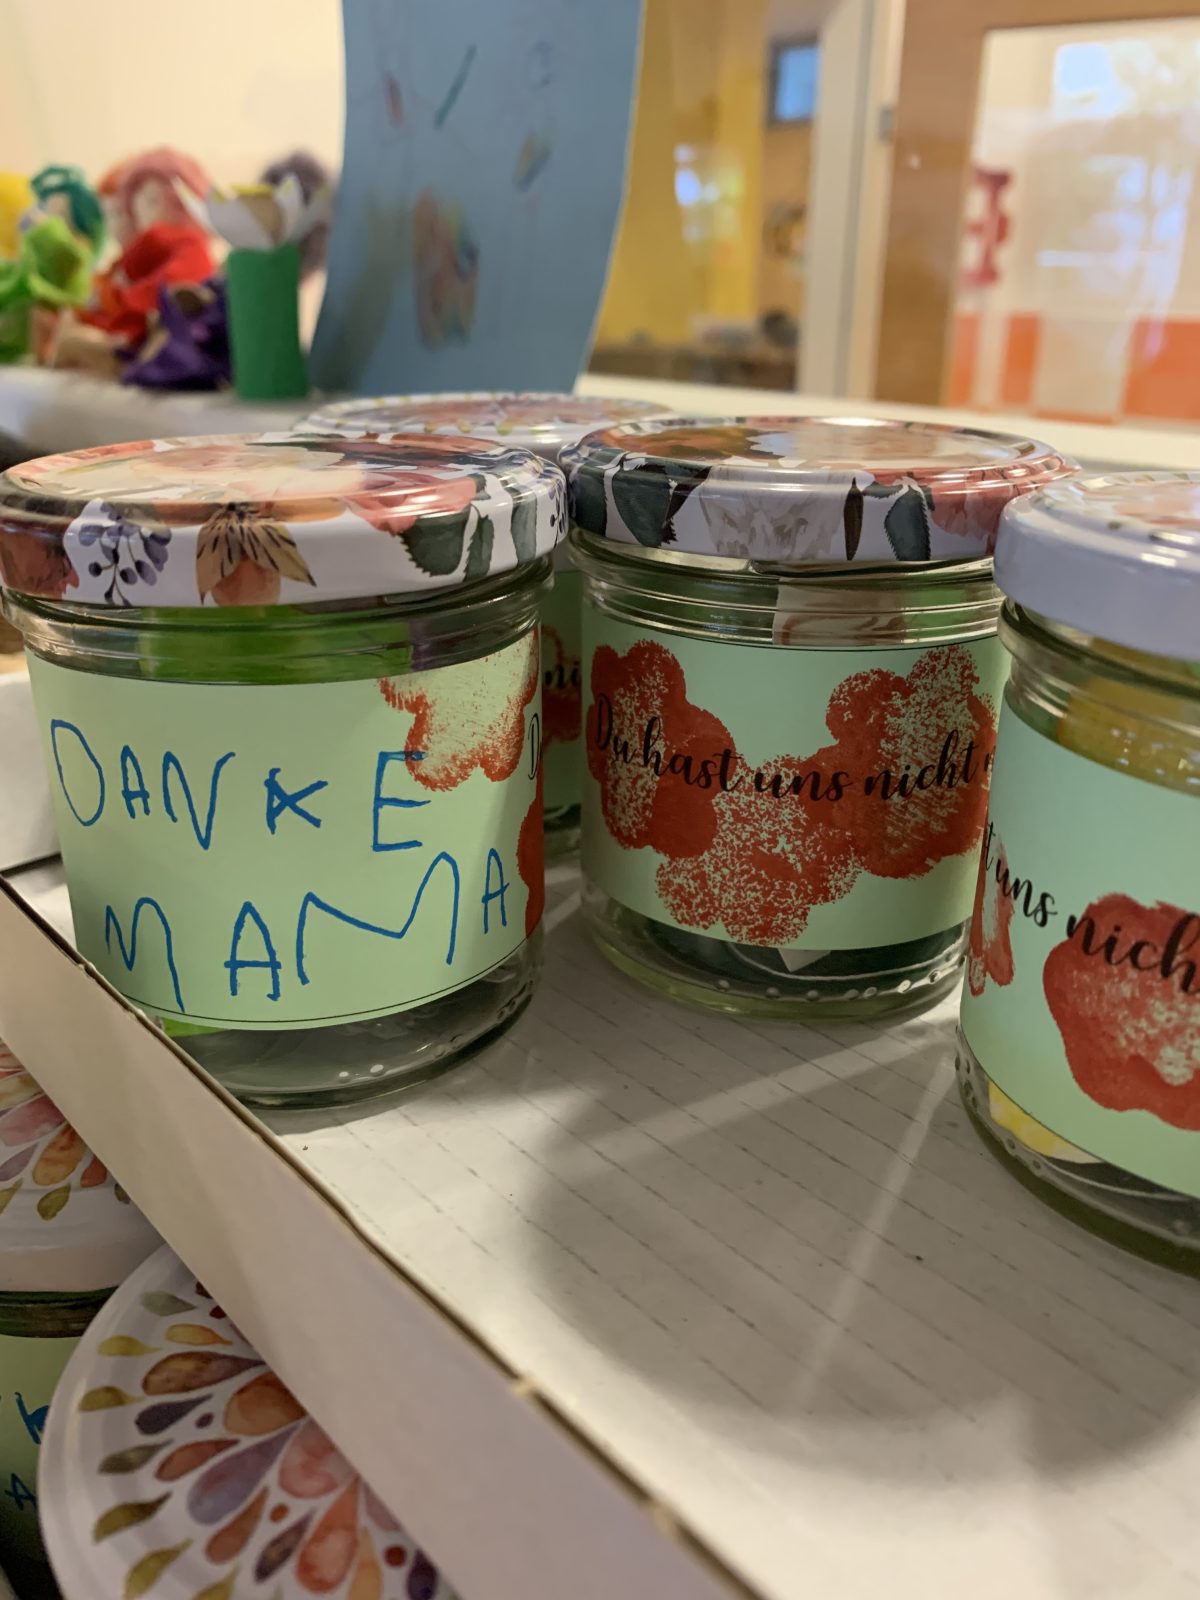 DANKE
MAMA
Du hast uns nicht
uns nich